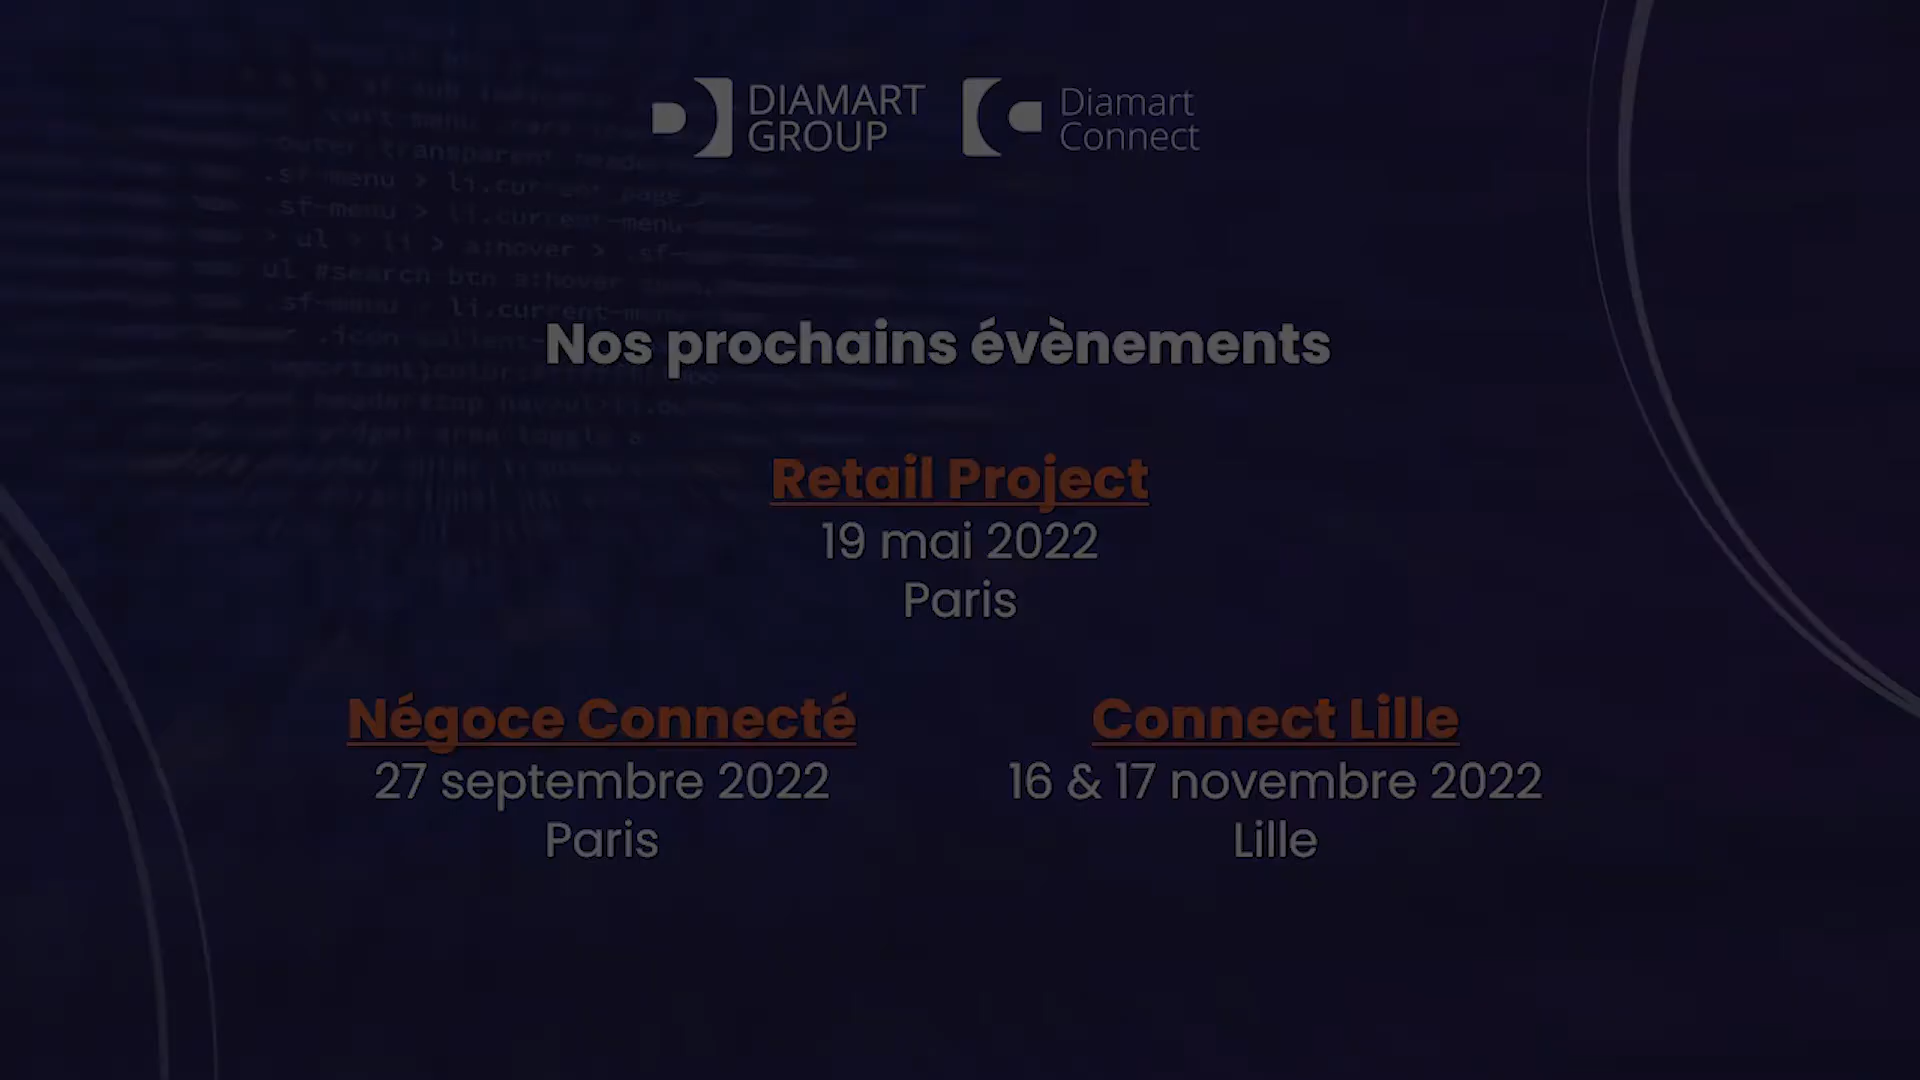 DIAMART
GROUP
Diamart
Connect
Nos prochains évènements
Retail Project
19 mai 2022
Paris
Négoce Connecté
27 septembre 2022
Paris
Connect Lille
16 & 17 novembre 2022
Lille